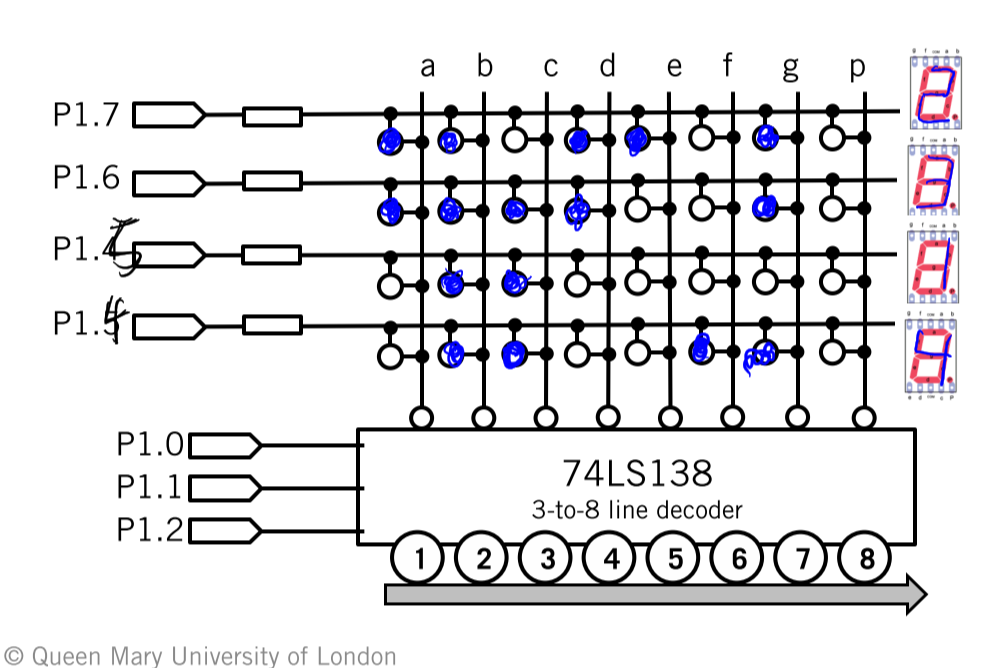 a b c d e f g p
P1.7
P1.6
P1.5
P1.4
P1.0
P1.1
P1.2
74LS138
3-to-8 line decoder
1 2 3 4 5 6 7 8
© Queen Mary University of London